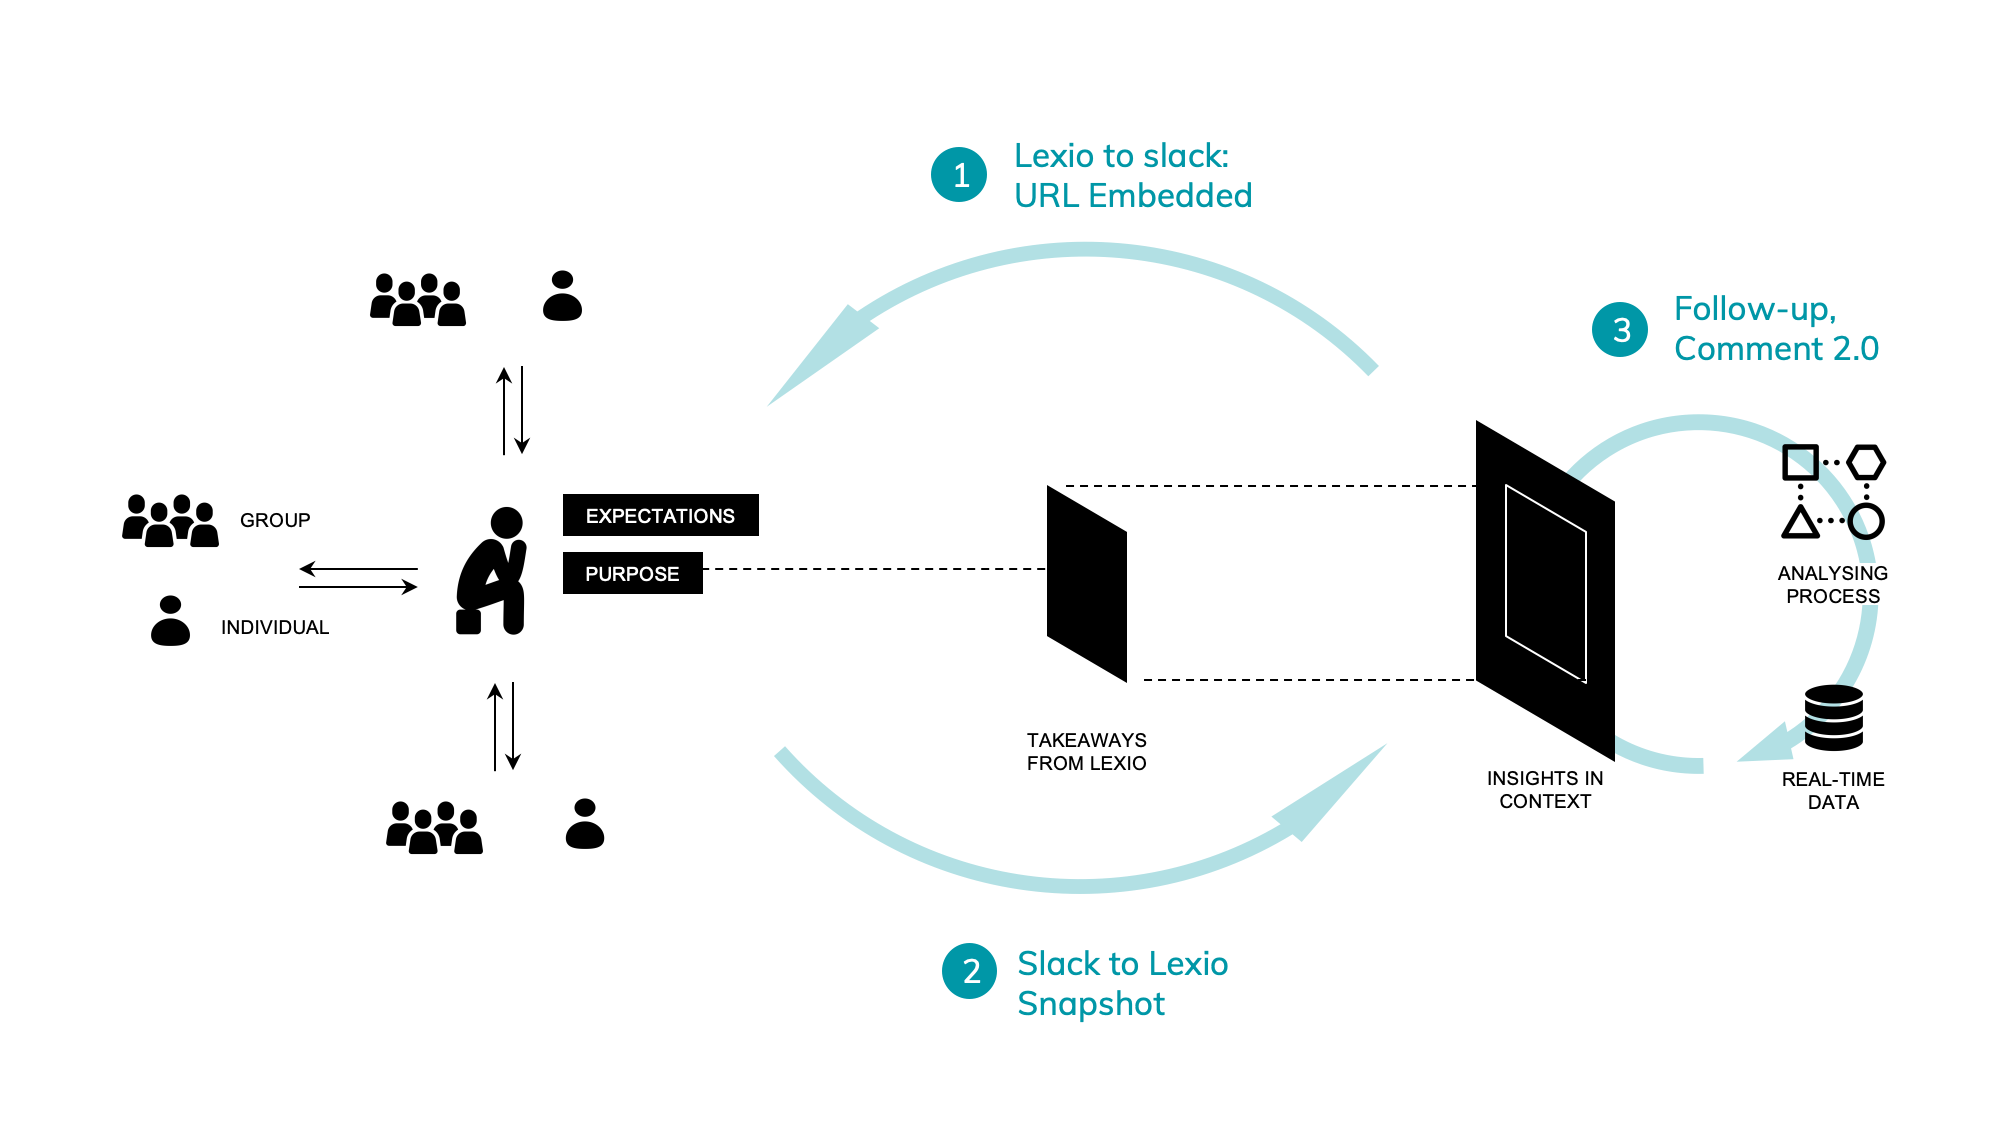 1
Lexio to slack:
URL Embedded
3
Follow-up,
Comment 2.0
EXPECTATIONS
PURPOSE
GROUP
INDIVIDUAL
ANALYSING
PROCESS
TAKEAWAYS
FROM LEXIO
INSIGHTS IN
CONTEXT
REAL-TIME
DATA
2
Slack to Lexio
Snapshot